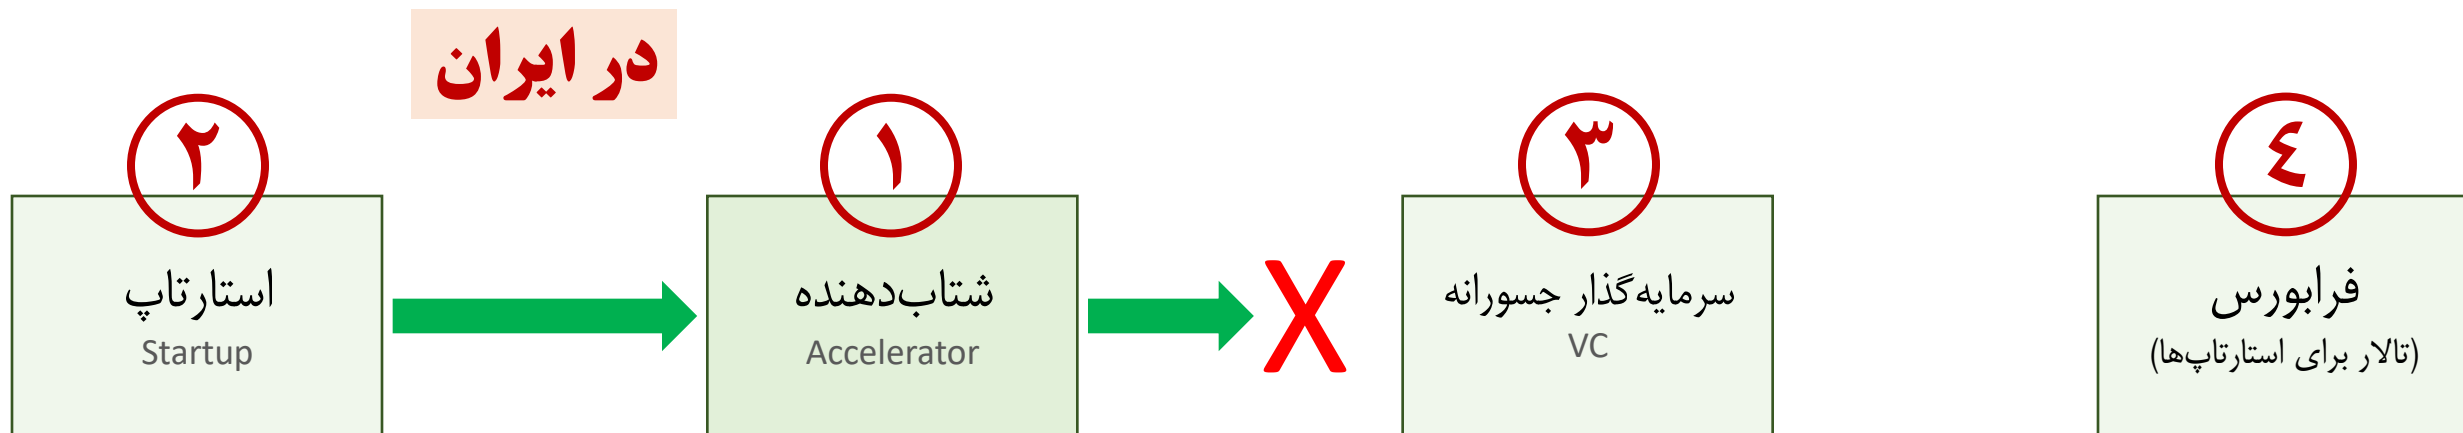 در ایران
۲
استارتاپ
Startup
۱
شتاب‌دهنده
Accelerator
X
۳
سرمایه‌گذار جسورانه
VC
٤
فرابورس
(تالار برای استارتاپ‌ها)